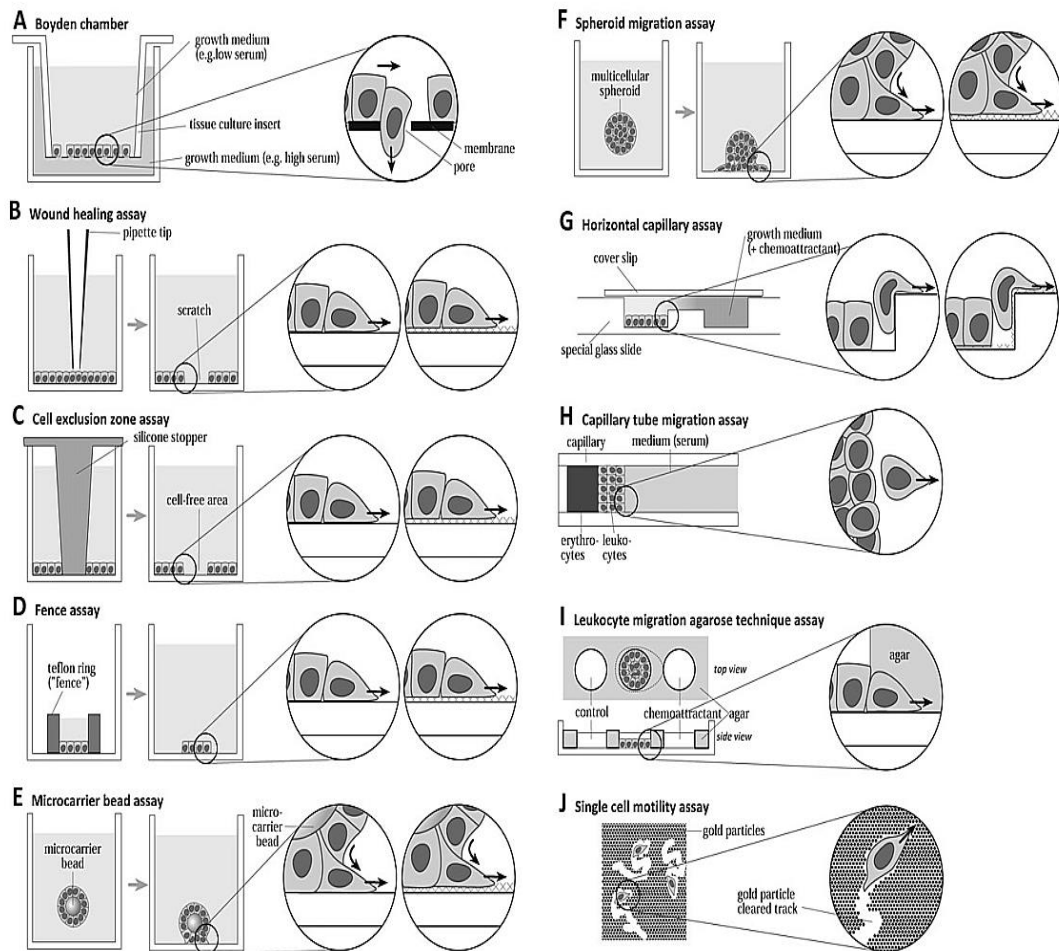 A Boyden chamber
growth medium
(e.g.low serum)
tissue culture insert
growth medium (e.g. high serum)
membrane
pore
B Wound healing assay
pipette tip
scratch
C Cell exclusion zone assay
silicone stopper
cell-free area
D Fence assay
teflon ring
("fence")
E Microcarrier bead assay
microcarrier
bead
micro-
carrier
bead
F Spheroid migration assay
multicellular
spheroid
G Horizontal capillary assay
growth medium
(+ chemoattractant)
cover slip
special glass slide
H Capillary tube migration assay
capillary
medium (serum)
erythro-
cytes
leuko-
cytes
I Leukocyte migration agarose technique assay
top view
control
chemoattractant
agar
side view
agar
J Single cell motility assay
gold particles
gold particle
cleared track